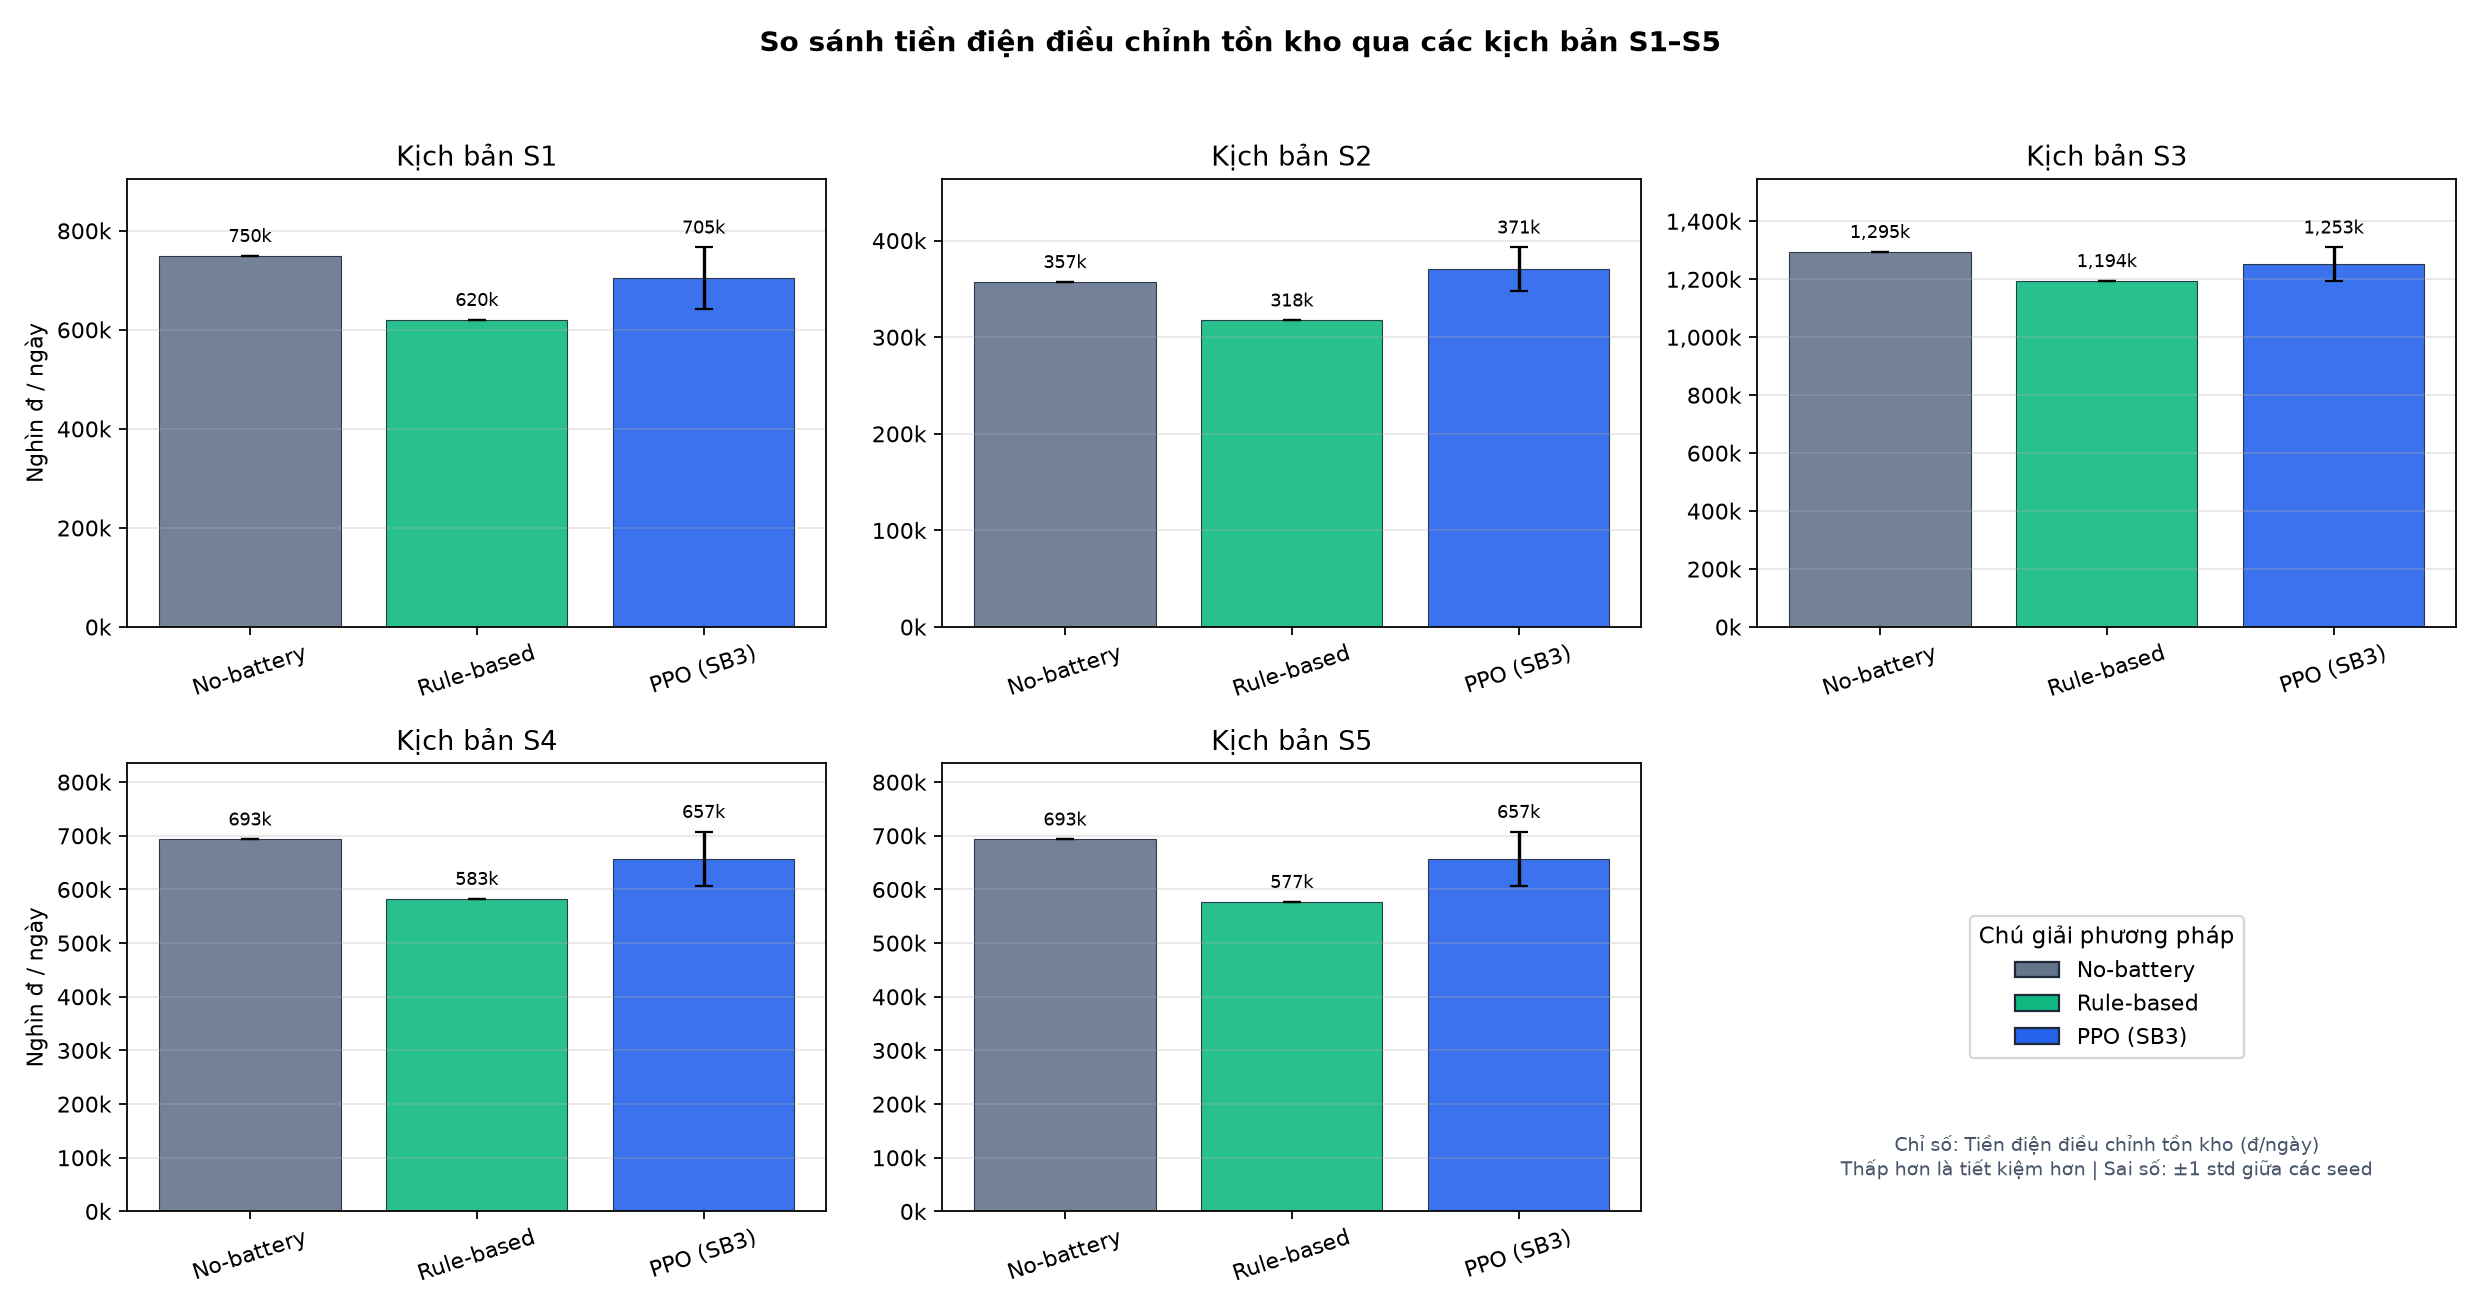 So sánh tiền điện điều chỉnh tồn kho qua các kịch bản S1–S5
Kịch bản S1
Nghìn đ / ngày
800k
600k
400k
200k
0k
750k
620k
705k
No-battery
Rule-based
PPO (SB3)
Kịch bản S2
400k
300k
200k
100k
0k
357k
318k
371k
No-battery
Rule-based
PPO (SB3)
Kịch bản S3
1,400k
1,200k
1,000k
800k
600k
400k
200k
0k
1,295k
1,194k
1,253k
No-battery
Rule-based
PPO (SB3)
Kịch bản S4
Nghìn đ / ngày
800k
700k
600k
500k
400k
300k
200k
100k
0k
693k
583k
657k
No-battery
Rule-based
PPO (SB3)
Kịch bản S5
800k
700k
600k
500k
400k
300k
200k
100k
0k
693k
577k
657k
No-battery
Rule-based
PPO (SB3)
Chú giải phương pháp
No-battery
Rule-based
PPO (SB3)
Chỉ số: Tiền điện điều chỉnh tồn kho (đ/ngày)
Thấp hơn là tiết kiệm hơn | Sai số: ±1 std giữa các seed